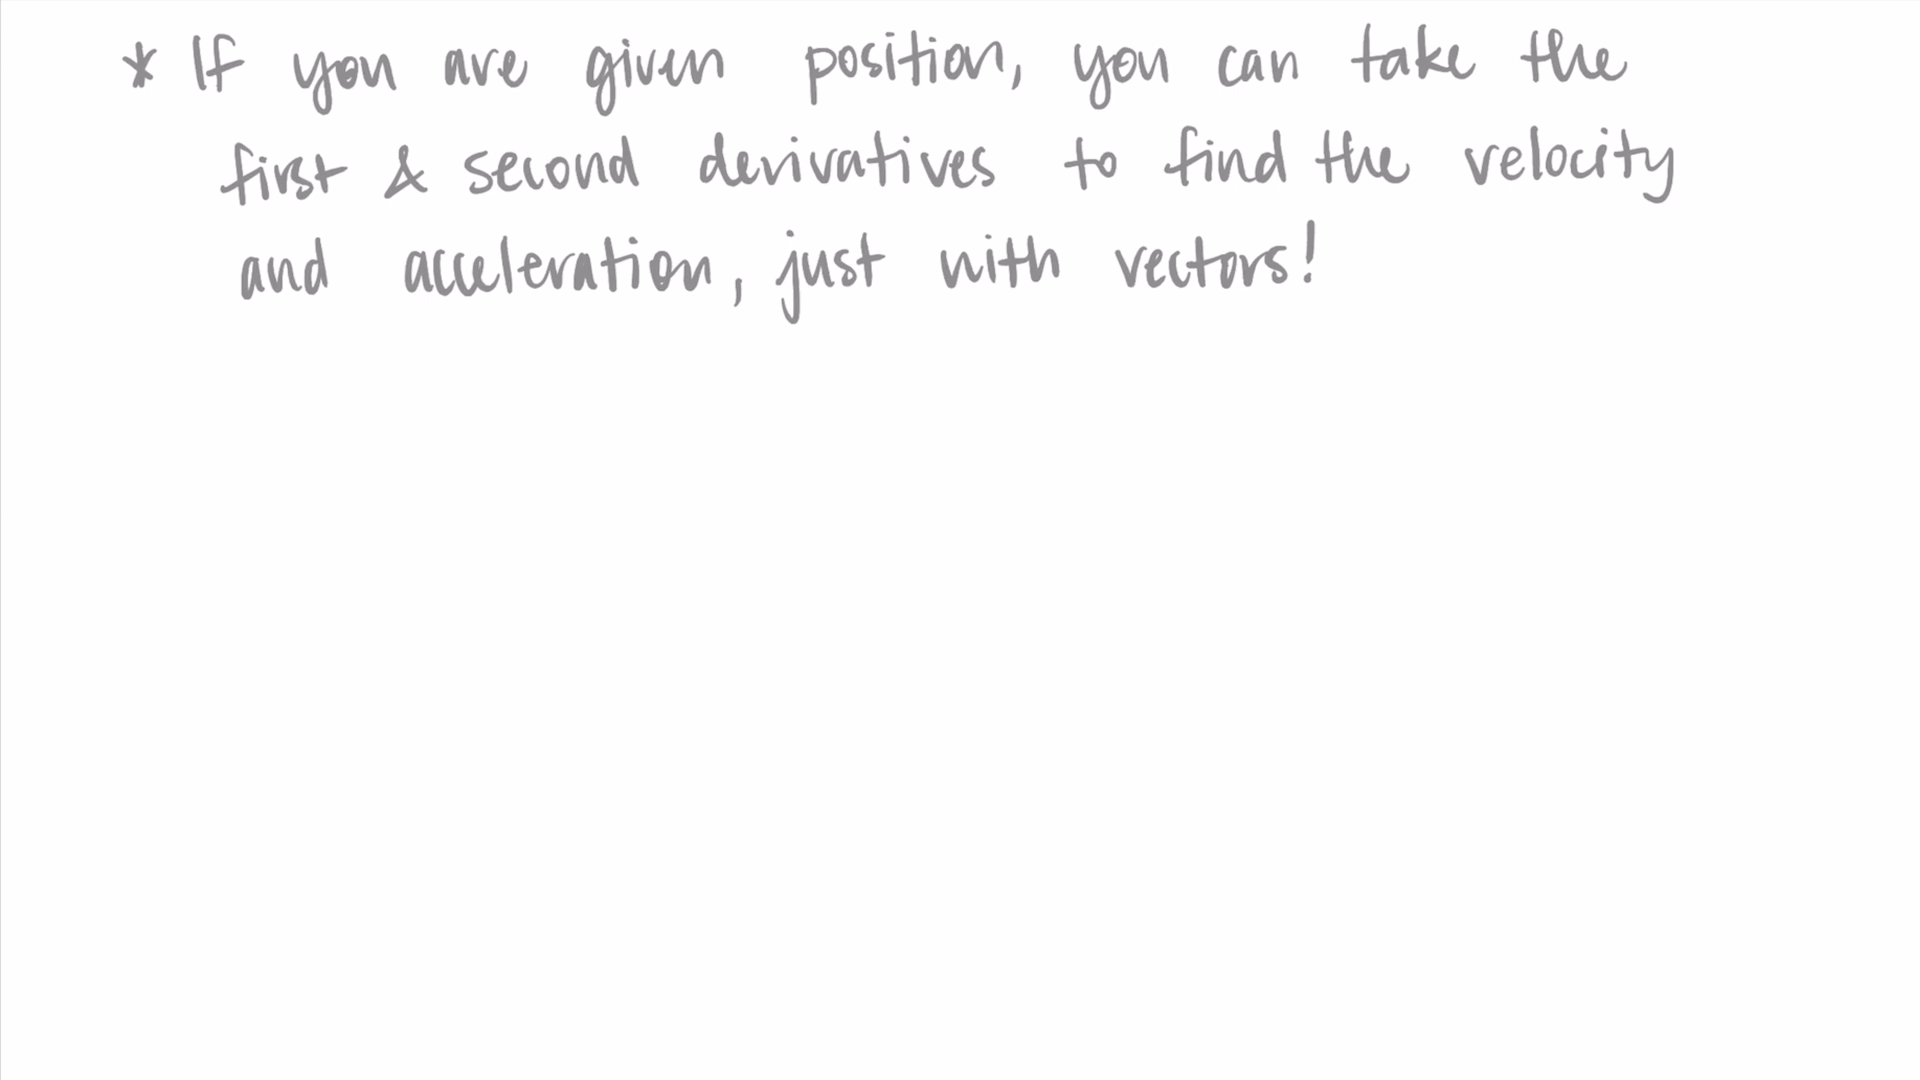 * If you are given position, you can take the
first & second derivatives to find the velocity
and acceleration, just with vectors!